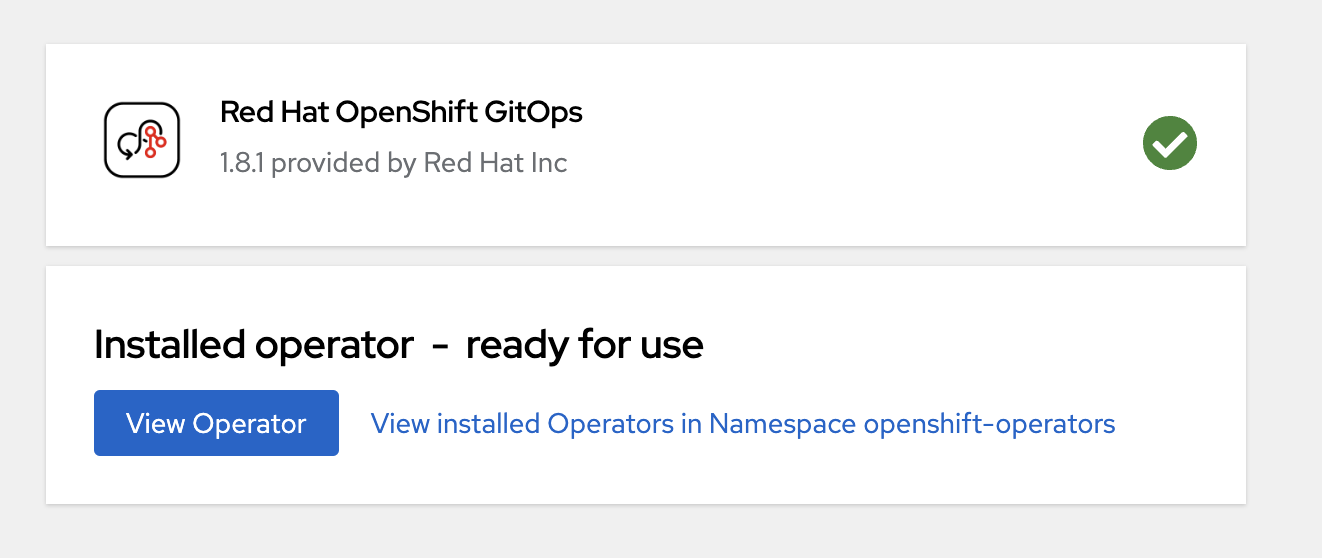 Red Hat OpenShift GitOps
1.8.1 provided by Red Hat Inc
Installed operator - ready for use
View Operator
View installed Operators in Namespace openshift-operators